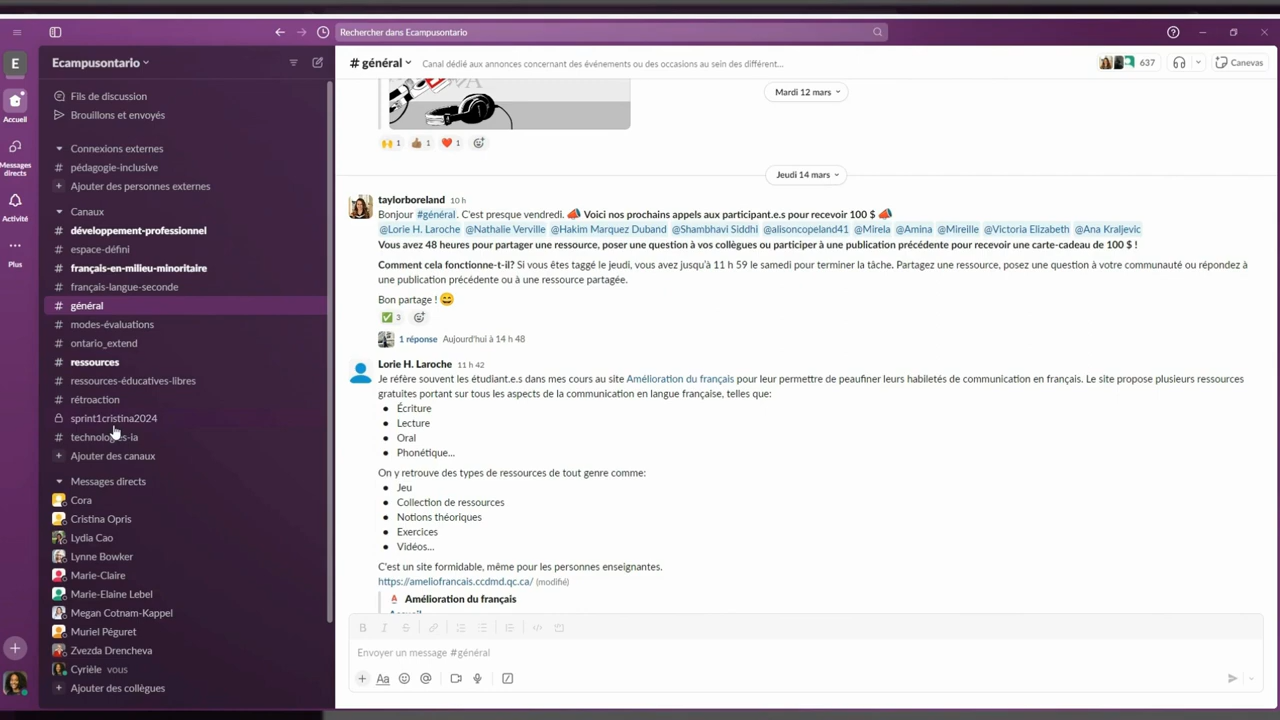 Rechercher dans Ecampusontario
E
Accueil
Messages
directs
Activité
Plus
Ecampusontario
Fils de discussion
Brouillons et envoyés
Connexions externes
# pédagogie-inclusive
+ Ajouter des personnes externes
Canaux
# développement-professionnel
# espace-défini
# français-en-milieu-minoritaire
# français-langue-seconde
# général
# modes-évaluations
# ontario_extend
# ressources
# ressources-éducatives-libres
# rétroaction
sprint1cristina2024
# technologies-ia
+ Ajouter des canaux
Messages directs
Cora
Cristina Opris
Lydia Cao
Lynne Bowker
Marie-Claire
Marie-Elaine Lebel
Megan Cotnam-Kappel
Muriel Péguret
Zvezda Drencheva
Cyrièle vous
+ Ajouter des collègues
# général
Canal dédié aux annonces concernant des événements ou des occasions au sein des différent…
637
Canevas
Mardi 12 mars
🙌 1 👍🏾 1 ❤️ 1
Jeudi 14 mars
taylorboreland 10 h
Bonjour #général. C'est presque vendredi. 📣 Voici nos prochains appels aux participant.e.s pour recevoir 100 $ 📣
@Lorie H. Laroche @Nathalie Verville @Hakim Marquez Duband @Shambhavi Siddhi @alisoncopeland41 @Mirela @Amina @Mireille @Victoria Elizabeth @Ana Kraljevic
Vous avez 48 heures pour partager une ressource, poser une question à vos collègues ou participer à une publication précédente pour recevoir une carte-cadeau de 100 $ !
Comment cela fonctionne-t-il? Si vous êtes taggé le jeudi, vous avez jusqu'à 11 h 59 le samedi pour terminer la tâche. Partagez une ressource, posez une question à votre communauté ou répondez à
une publication précédente ou à une ressource partagée.
Bon partage ! 😄
✅ 3
1 réponse Aujourd'hui à 14 h 48
Lorie H. Laroche 11 h 42
Je réfère souvent les étudiant.e.s dans mes cours au site Amélioration du français pour leur permettre de peaufiner leurs habiletés de communication en français. Le site propose plusieurs ressources
gratuites portant sur tous les aspects de la communication en langue française, telles que:
• Écriture
• Lecture
• Oral
• Phonétique...
On y retrouve des types de ressources de tout genre comme:
• Jeu
• Collection de ressources
• Notions théoriques
• Exercices
• Vidéos...
C'est un site formidable, même pour les personnes enseignantes.
https://ameliofrancais.ccdmd.qc.ca/ (modifié)
Amélioration du français
Accueil
B I S
Envoyer un message #général
+ Aa